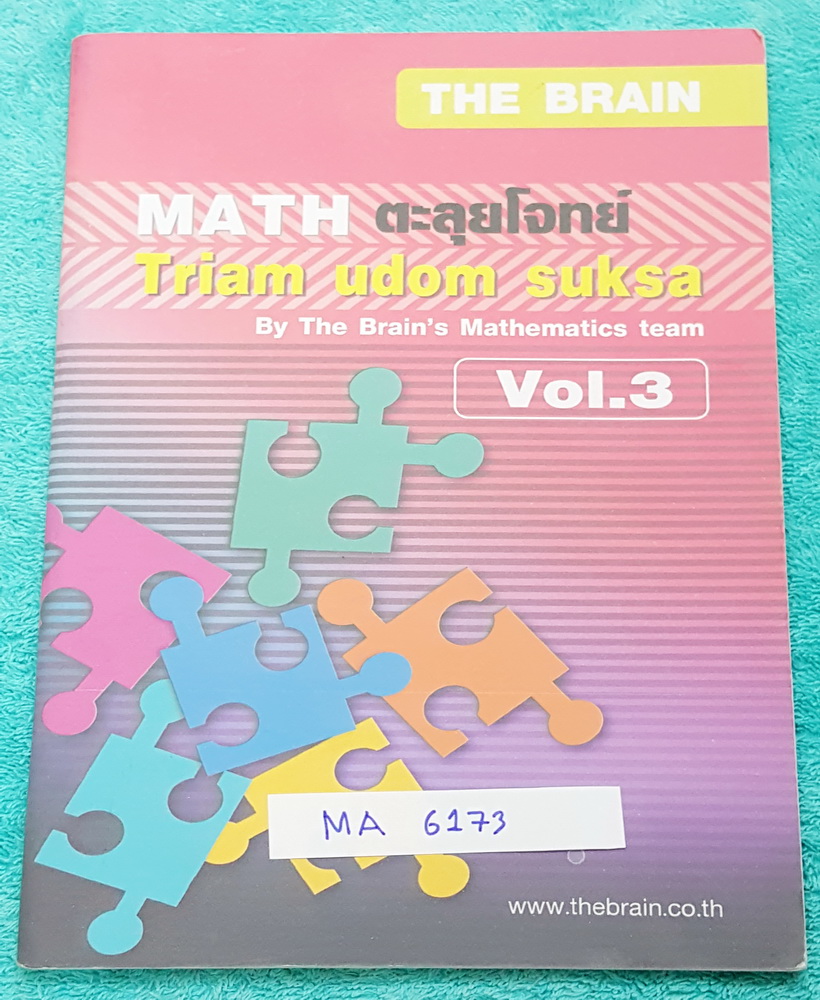 THE BRAIN
MATH ตะลุยโจทย์
Triam udom suksa
By The Brain's Mathematics team
Vol.3
MA 6173
www.thebrain.co.th